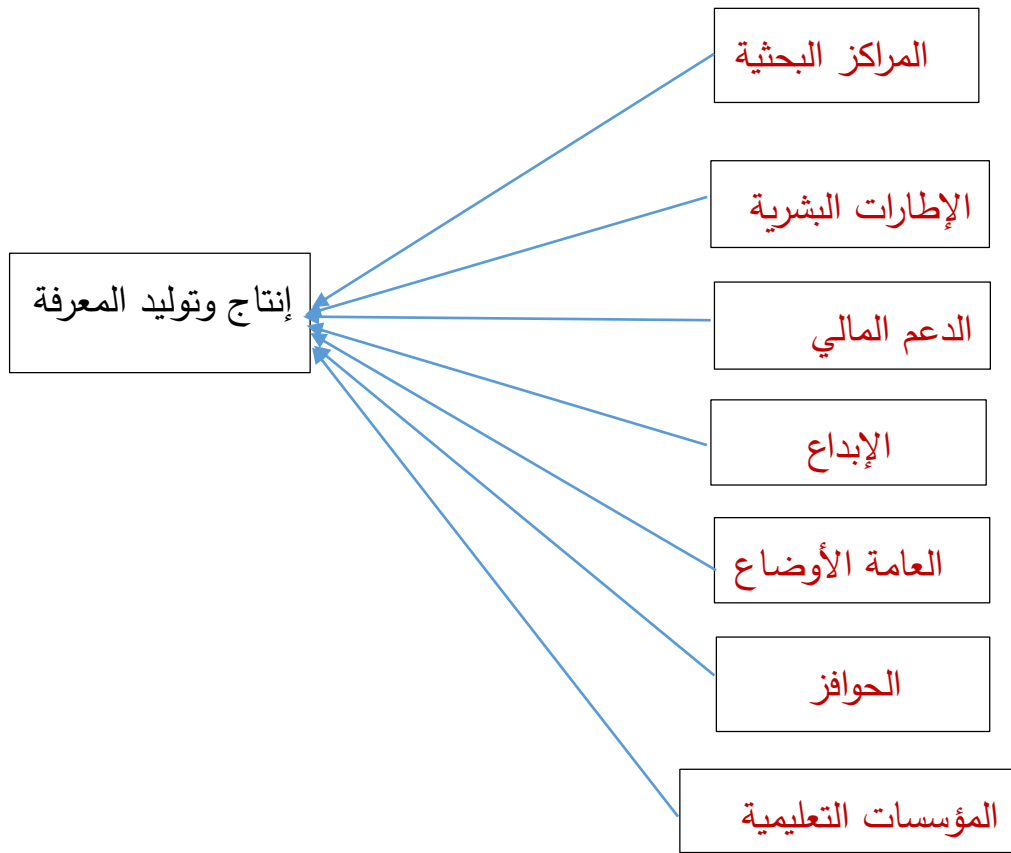 المراكز البحثية
الإطارات البشرية
إنتاج وتوليد المعرفة
الدعم المالي
الإبداع
العامة الأوضاع
الحوافز
المؤسسات التعليمية